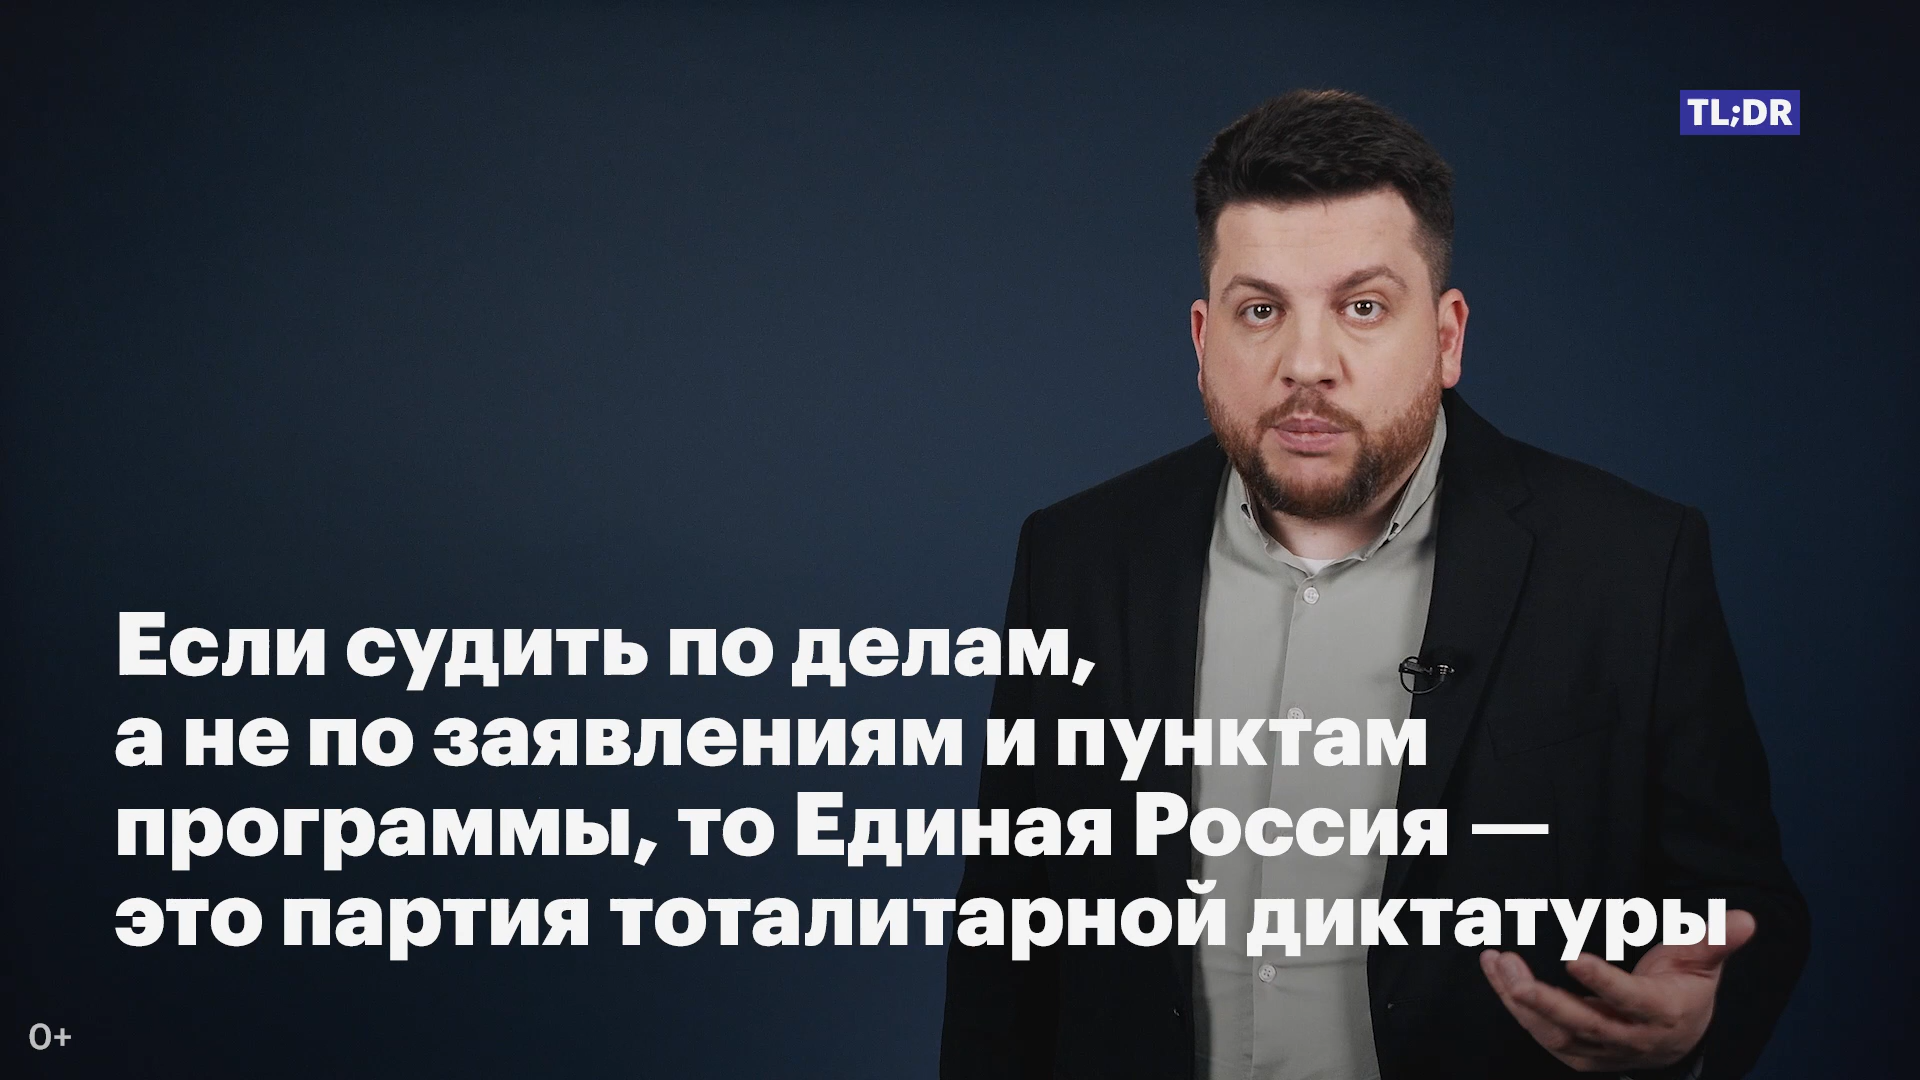 TL;DR
Если судить по делам,
а не по заявлениям и пунктам
программы, то Единая Россия —
это партия тоталитарной диктатуры
0+